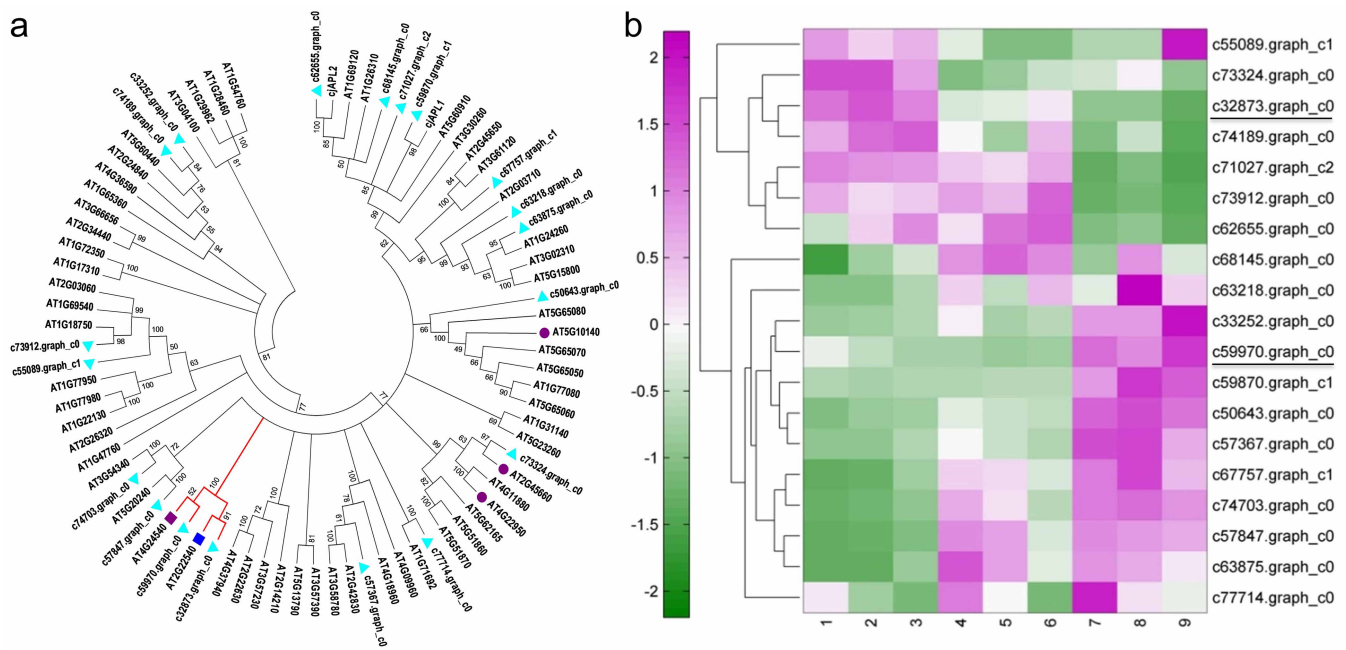 a
c62655.graph_c0
cjAPL2
AT1G69120
AT1G26310
c68145.graph_c0
c71027.graph_c2
c59870.graph_c1
cjAPL1
AT5G60910
AT3G30260
AT2G45650
AT3G61120
c67757.graph_c1
AT2G03710
c63218.graph_c0
c63875.graph_c0
AT1G24260
AT3G02310
AT5G15800
c50643.graph_c0
AT5G65080
AT5G10140
AT5G65070
AT5G65050
AT1G77080
AT5G65060
AT1G31140
AT5G23260
c73324.graph_c0
AT2G45660
AT4G11880
AT4G22950
AT5G62165
AT5G51860
AT5G51870
c77714.graph_c0
AT1G71692
AT4G09960
AT4G18960
c57367.graph_c0
AT2G42830
AT3G58780
AT3G57390
AT5G13790
AT2G14210
AT3G57230
AT2G22630
AT4G37940
c32873.graph_c0
AT2G22540
c59970.graph_c0
AT4G24540
c57847.graph_c0
AT5G20240
c74703.graph_c0
AT3G54340
AT1G47760
AT2G26320
AT1G22130
AT1G77980
AT1G77950
c55089.graph_c1
c73912.graph_c0
AT1G18750
AT1G69540
AT2G03060
AT1G17310
AT1G72350
AT2G34440
AT3G66656
AT1G65360
AT4G36590
AT2G24840
AT5G60440
c74189.graph_c0
c33252.graph_c0
AT3G04100
AT1G29962
AT1G28460
AT1G54760
b
2
1.5
1
0.5
0
-0.5
-1
-1.5
-2
c55089.graph_c1
c73324.graph_c0
c32873.graph_c0
c74189.graph_c0
c71027.graph_c2
c73912.graph_c0
c62655.graph_c0
c68145.graph_c0
c63218.graph_c0
c33252.graph_c0
c59970.graph_c0
c59870.graph_c1
c50643.graph_c0
c57367.graph_c0
c67757.graph_c1
c74703.graph_c0
c57847.graph_c0
c63875.graph_c0
c77714.graph_c0
1 2 3 4 5 6 7 8 9